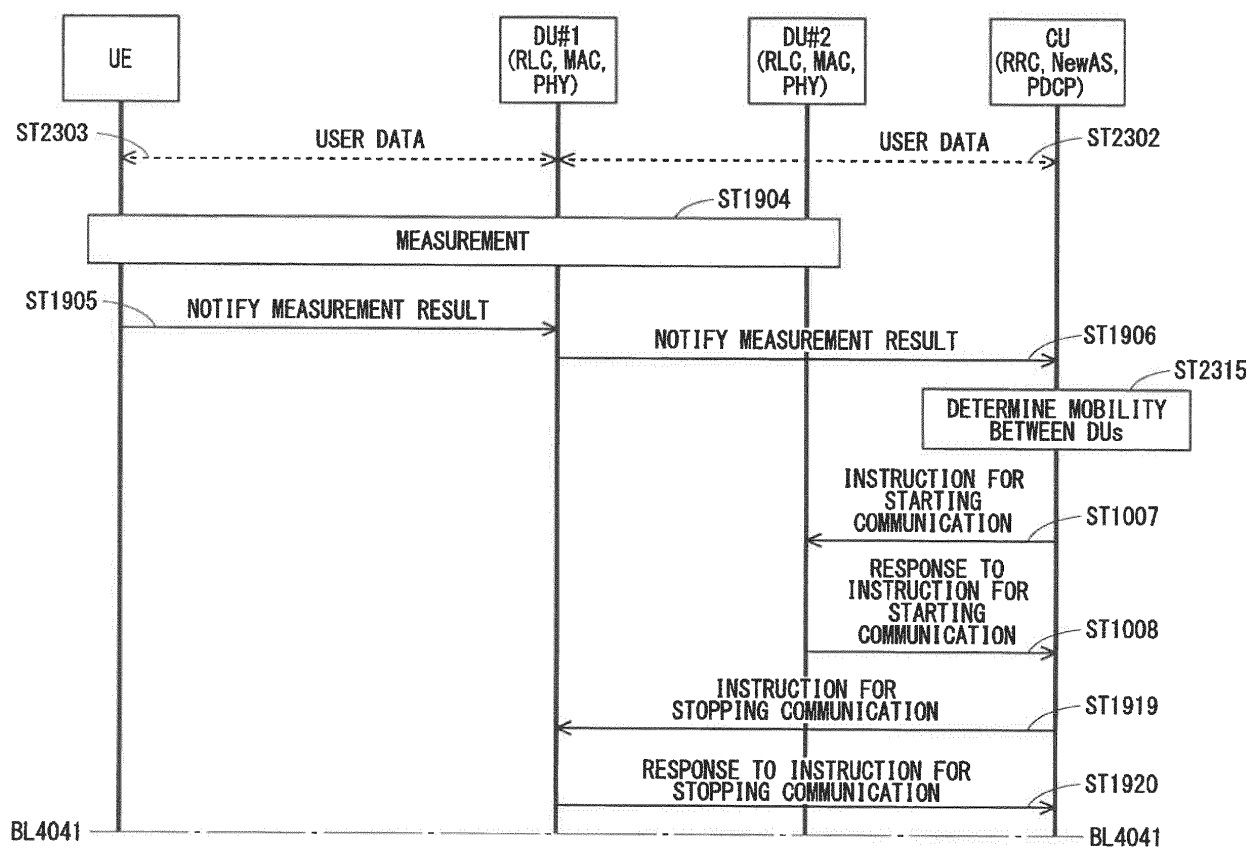 UE
DU#1
(RLC, MAC,
PHY)
DU#2
(RLC, MAC,
PHY)
CU
(RRC, NewAS,
PDCP)
ST2303
USER DATA
USER DATA
ST2302
ST1904
MEASUREMENT
ST1905
NOTIFY MEASUREMENT RESULT
NOTIFY MEASUREMENT RESULT
ST1906
ST2315
DETERMINE MOBILITY
BETWEEN DUs
INSTRUCTION FOR
STARTING
COMMUNICATION
ST1007
RESPONSE TO
INSTRUCTION FOR
STARTING
COMMUNICATION
ST1008
INSTRUCTION FOR
STOPPING COMMUNICATION
ST1919
RESPONSE TO INSTRUCTION FOR
STOPPING COMMUNICATION
ST1920
BL4041
BL4041